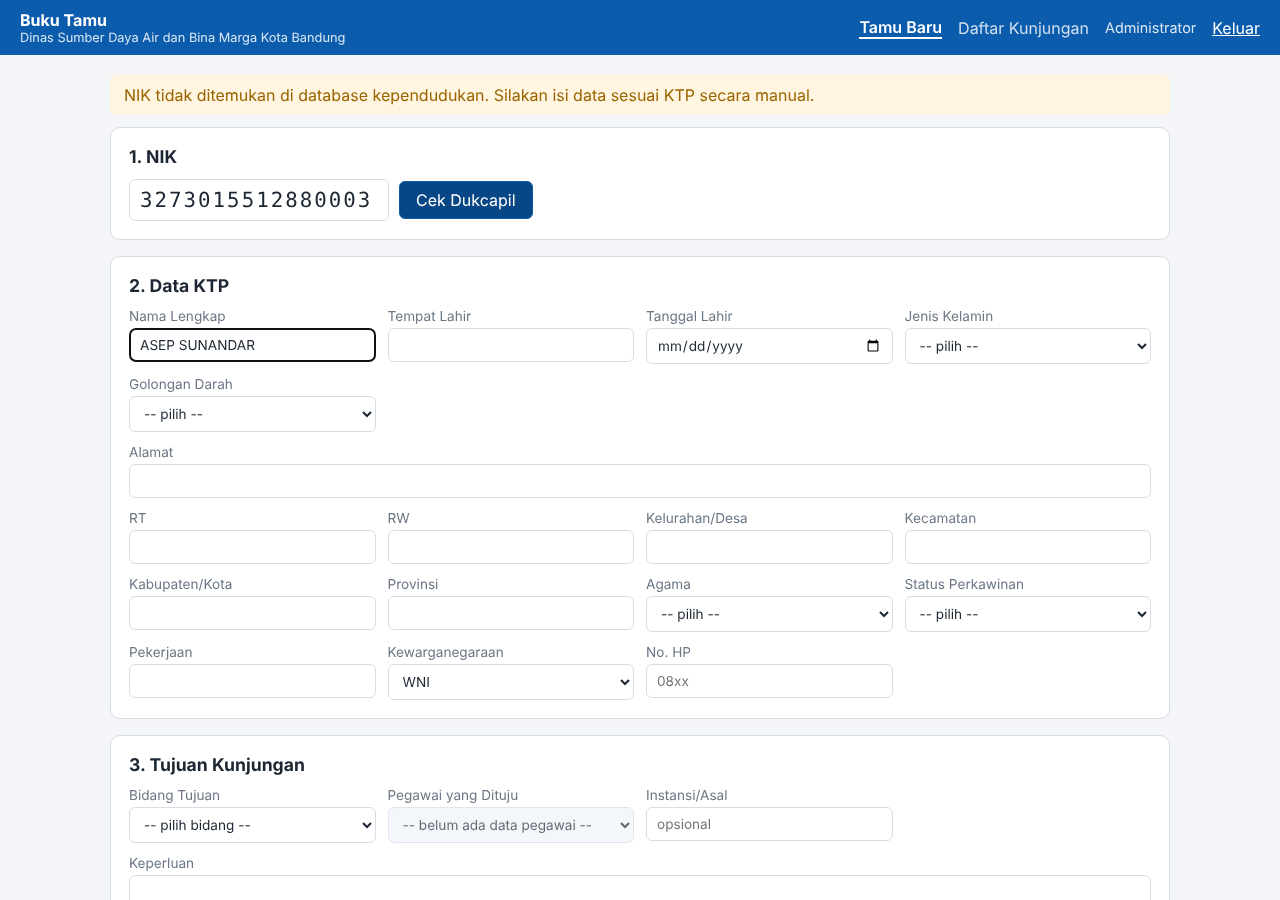 Buku Tamu
Dinas Sumber Daya Air dan Bina Marga Kota Bandung
Tamu Baru Daftar Kunjungan Administrator Keluar
NIK tidak ditemukan di database kependudukan. Silakan isi data sesuai KTP secara manual.
1. NIK
3273015512880003 Cek Dukcapil
2. Data KTP
Nama Lengkap Tempat Lahir Tanggal Lahir Jenis Kelamin
ASEP SUNANDAR mm/dd/yyyy -- pilih --
Golongan Darah
-- pilih --
Alamat
RT RW Kelurahan/Desa Kecamatan
Kabupaten/Kota Provinsi Agama Status Perkawinan
-- pilih -- -- pilih --
Pekerjaan Kewarganegaraan No. HP
WNI 08xx
3. Tujuan Kunjungan
Bidang Tujuan Pegawai yang Dituju Instansi/Asal
-- pilih bidang -- -- belum ada data pegawai -- opsional
Keperluan